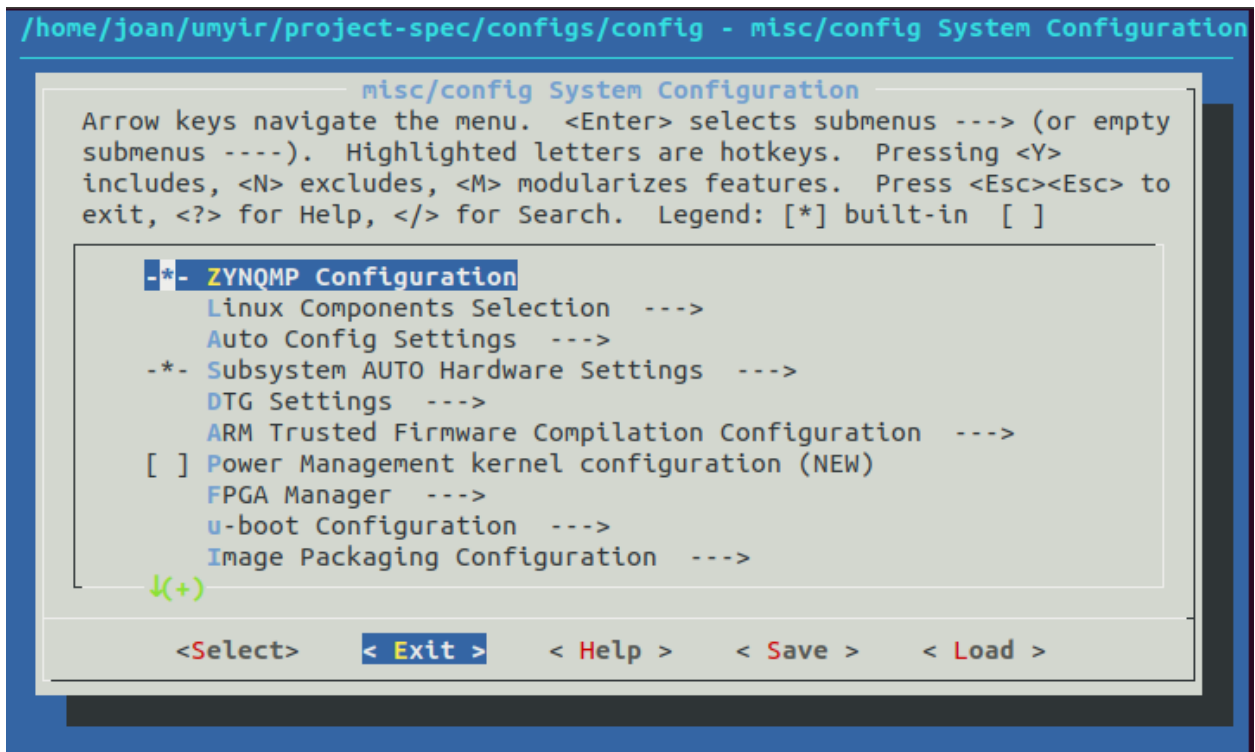 /home/joan/umyir/project-spec/configs/config - misc/config System Configuration
misc/config System Configuration
Arrow keys navigate the menu.  <Enter> selects submenus ---> (or empty
submenus ----).  Highlighted letters are hotkeys.  Pressing <Y>
includes, <N> excludes, <M> modularizes features.  Press <Esc><Esc> to
exit, <?> for Help, </> for Search.  Legend: [*] built-in  [ ]
-*- ZYNQMP Configuration
Linux Components Selection  --->
Auto Config Settings  --->
-*- Subsystem AUTO Hardware Settings  --->
DTG Settings  --->
ARM Trusted Firmware Compilation Configuration  --->
[ ] Power Management kernel configuration (NEW)
FPGA Manager  --->
u-boot Configuration  --->
Image Packaging Configuration  --->
↓(+)
<Select>    < Exit >    < Help >    < Save >    < Load >